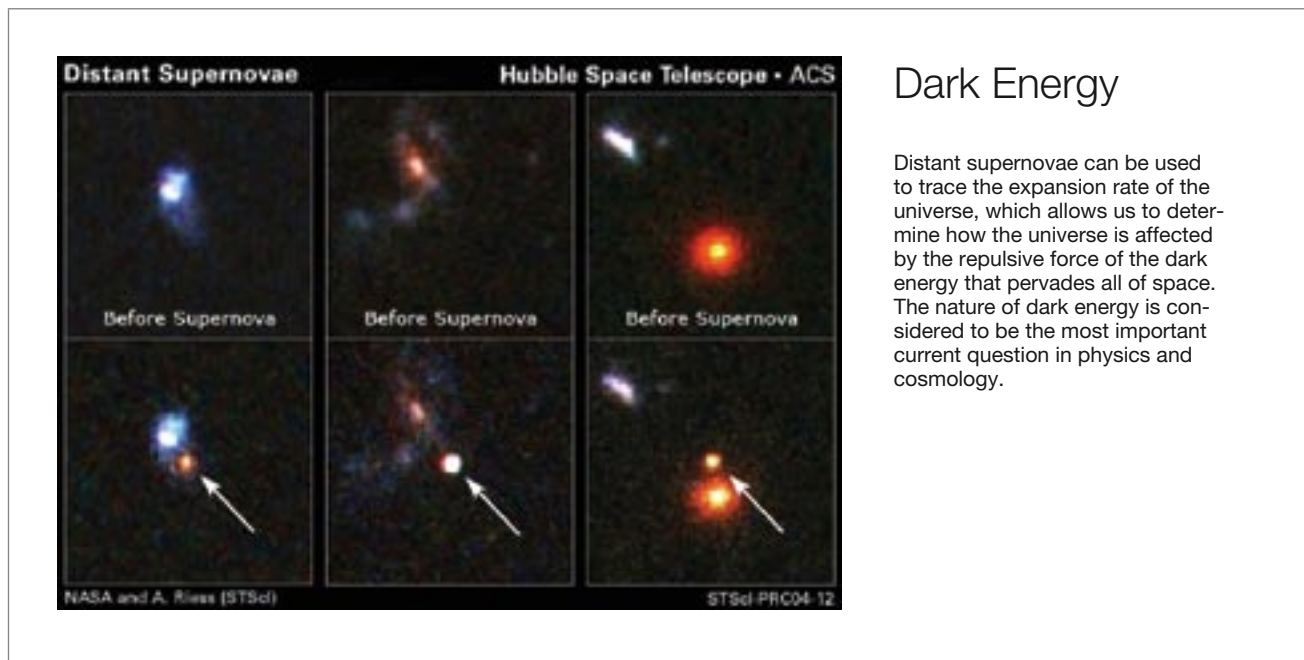 Distant Supernovae
Hubble Space Telescope • ACS
Before Supernova
Before Supernova
Before Supernova
NASA and A. Riess (STScI)
STScI-PRC04-12
Dark Energy
Distant supernovae can be used
to trace the expansion rate of the
universe, which allows us to deter-
mine how the universe is affected
by the repulsive force of the dark
energy that pervades all of space.
The nature of dark energy is con-
sidered to be the most important
current question in physics and
cosmology.